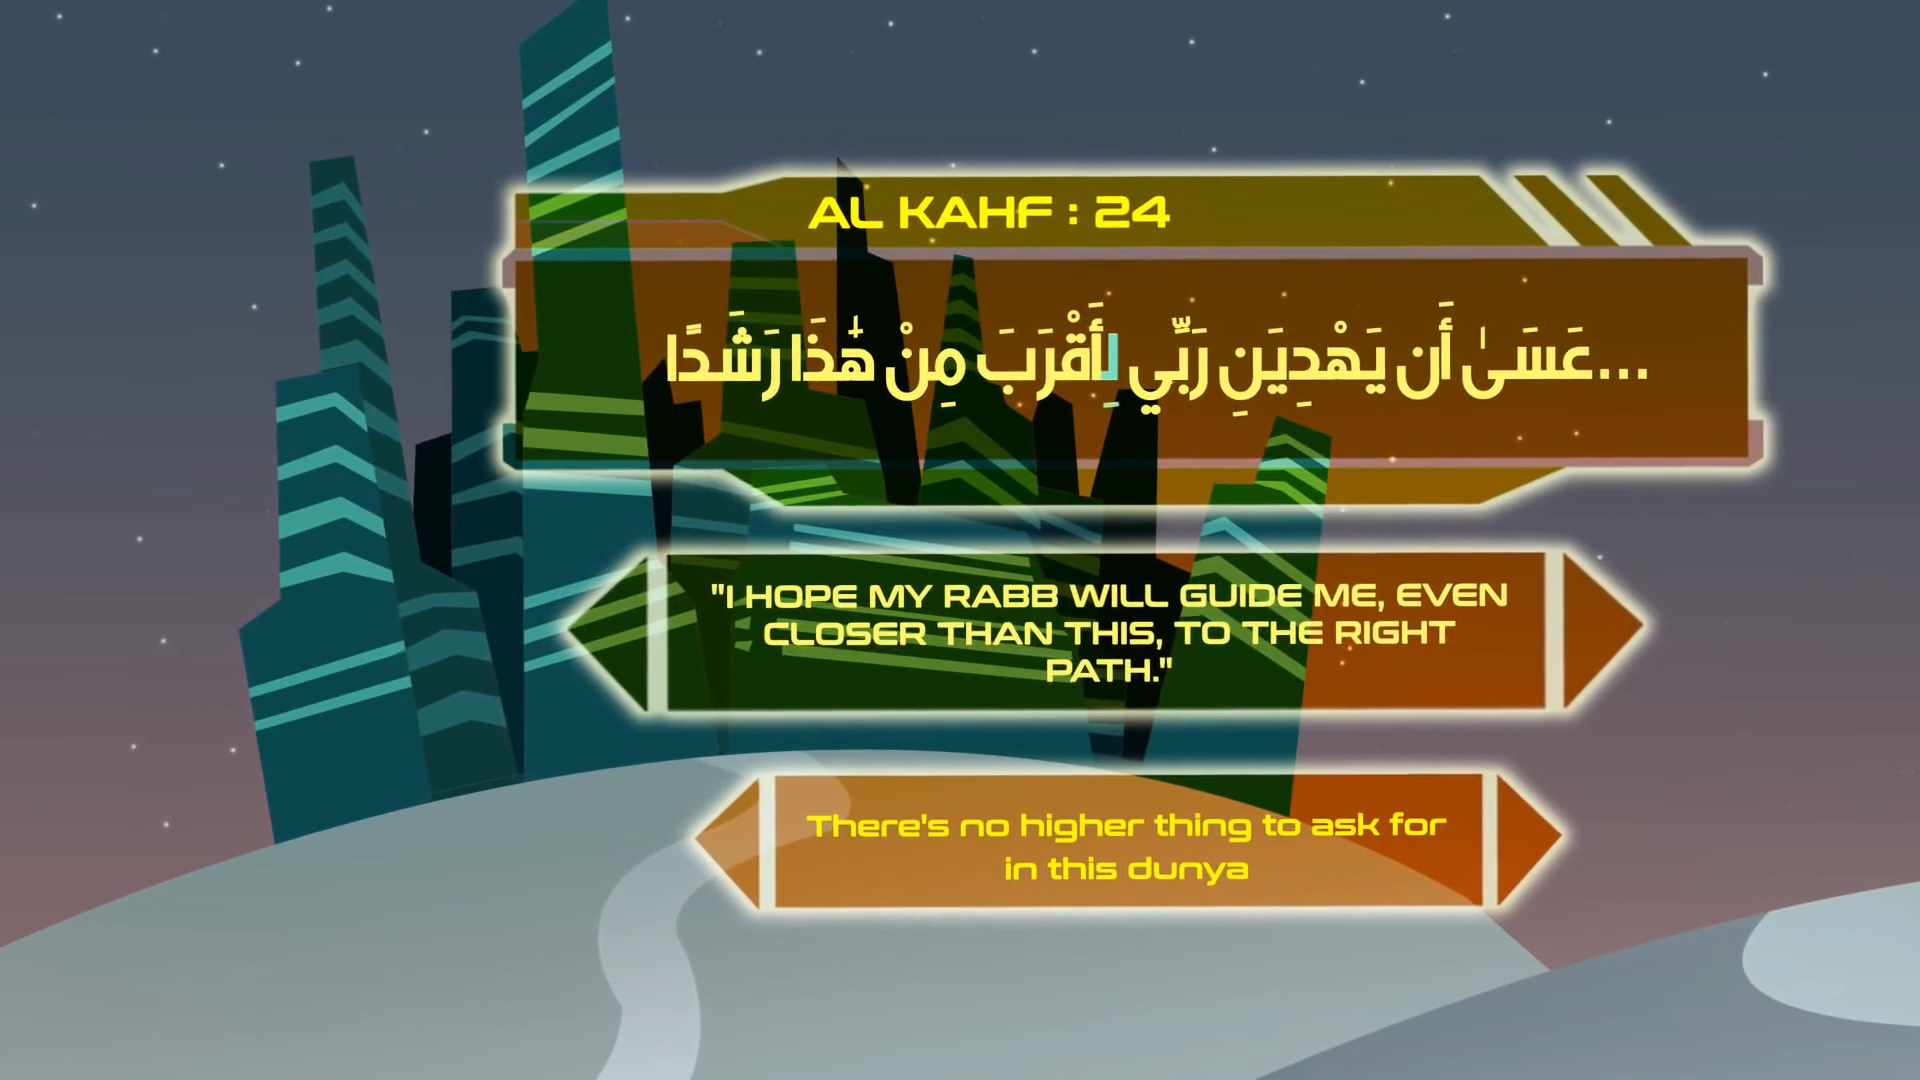 AL KAHF : 24
...عَسَىٰ أَن يَهْدِيَنِ رَبِّي لِأَقْرَبَ مِنْ هَٰذَا رَشَدًا
"I HOPE MY RABB WILL GUIDE ME, EVEN
CLOSER THAN THIS, TO THE RIGHT
PATH."
There's no higher thing to ask for
in this dunya